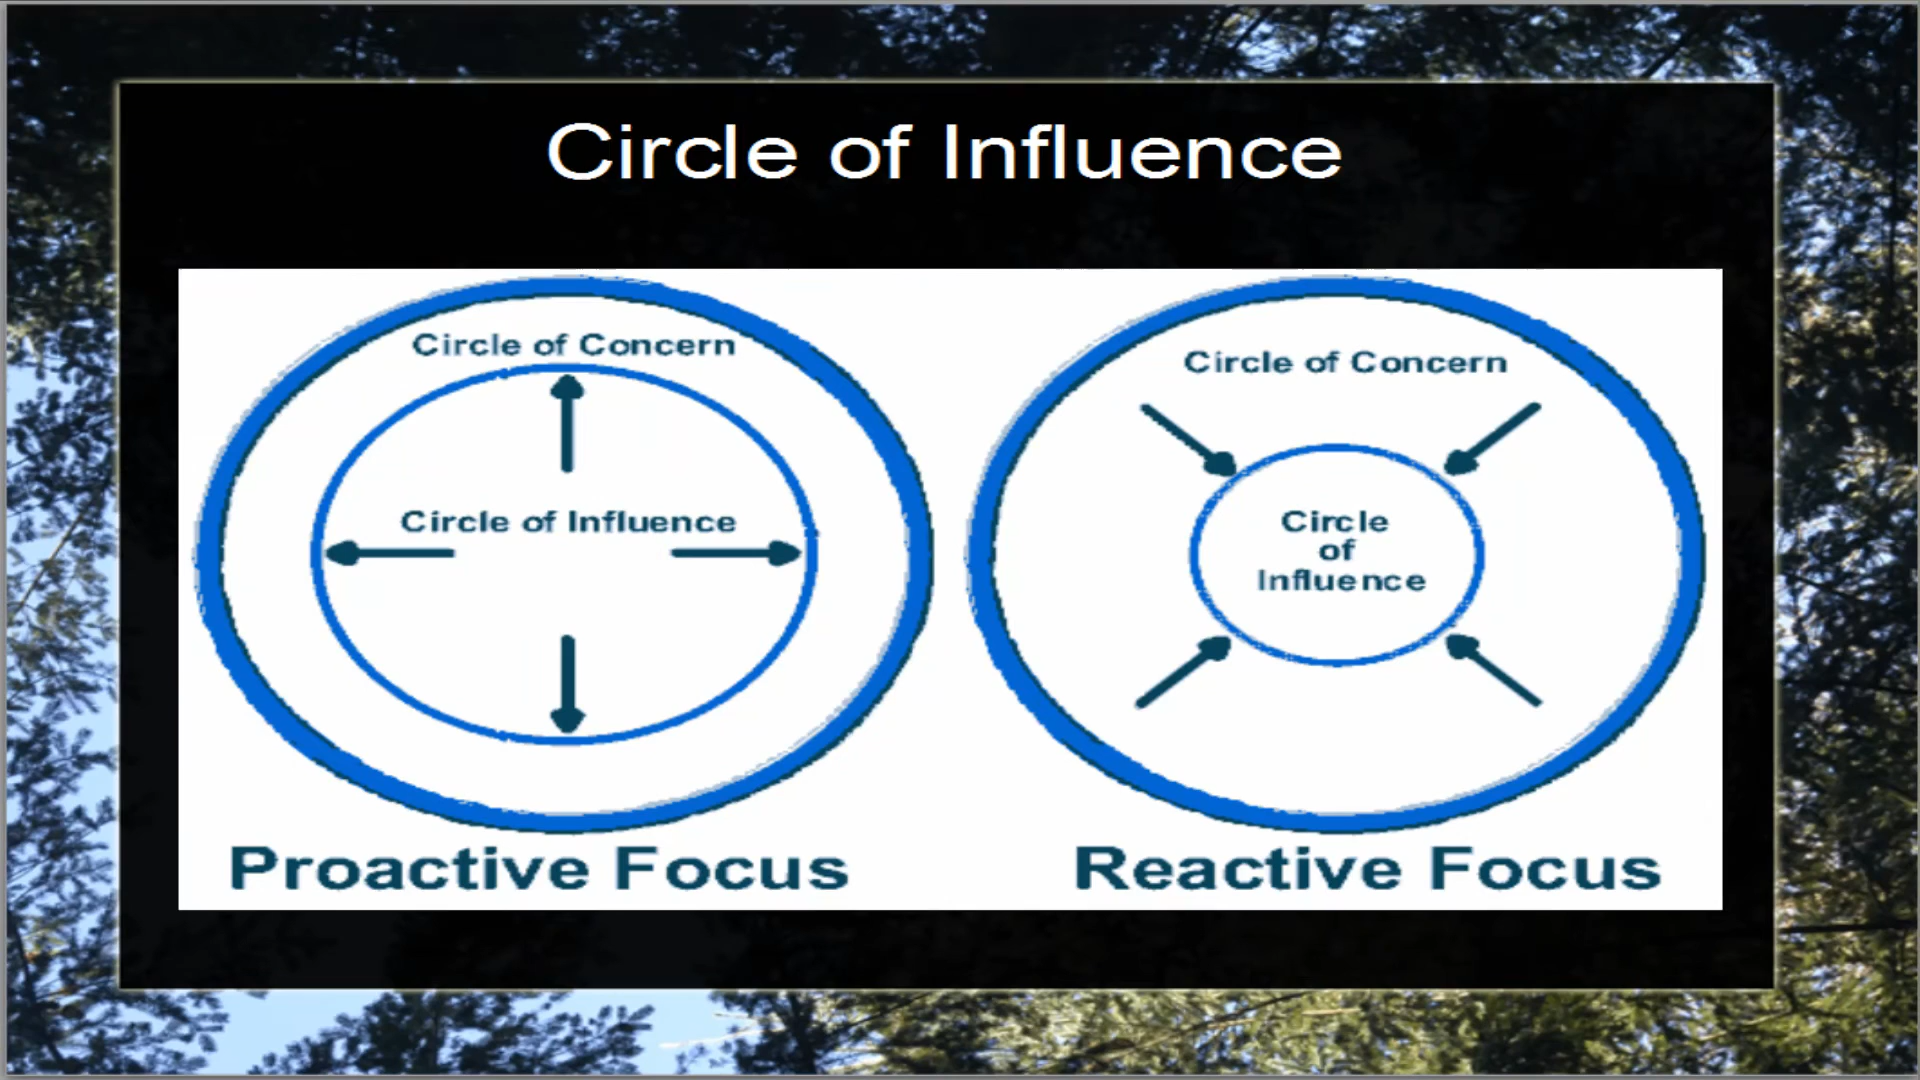 Circle of Influence
Circle of Concern
Circle of Influence
Proactive Focus
Circle of Concern
Circle
of
Influence
Reactive Focus